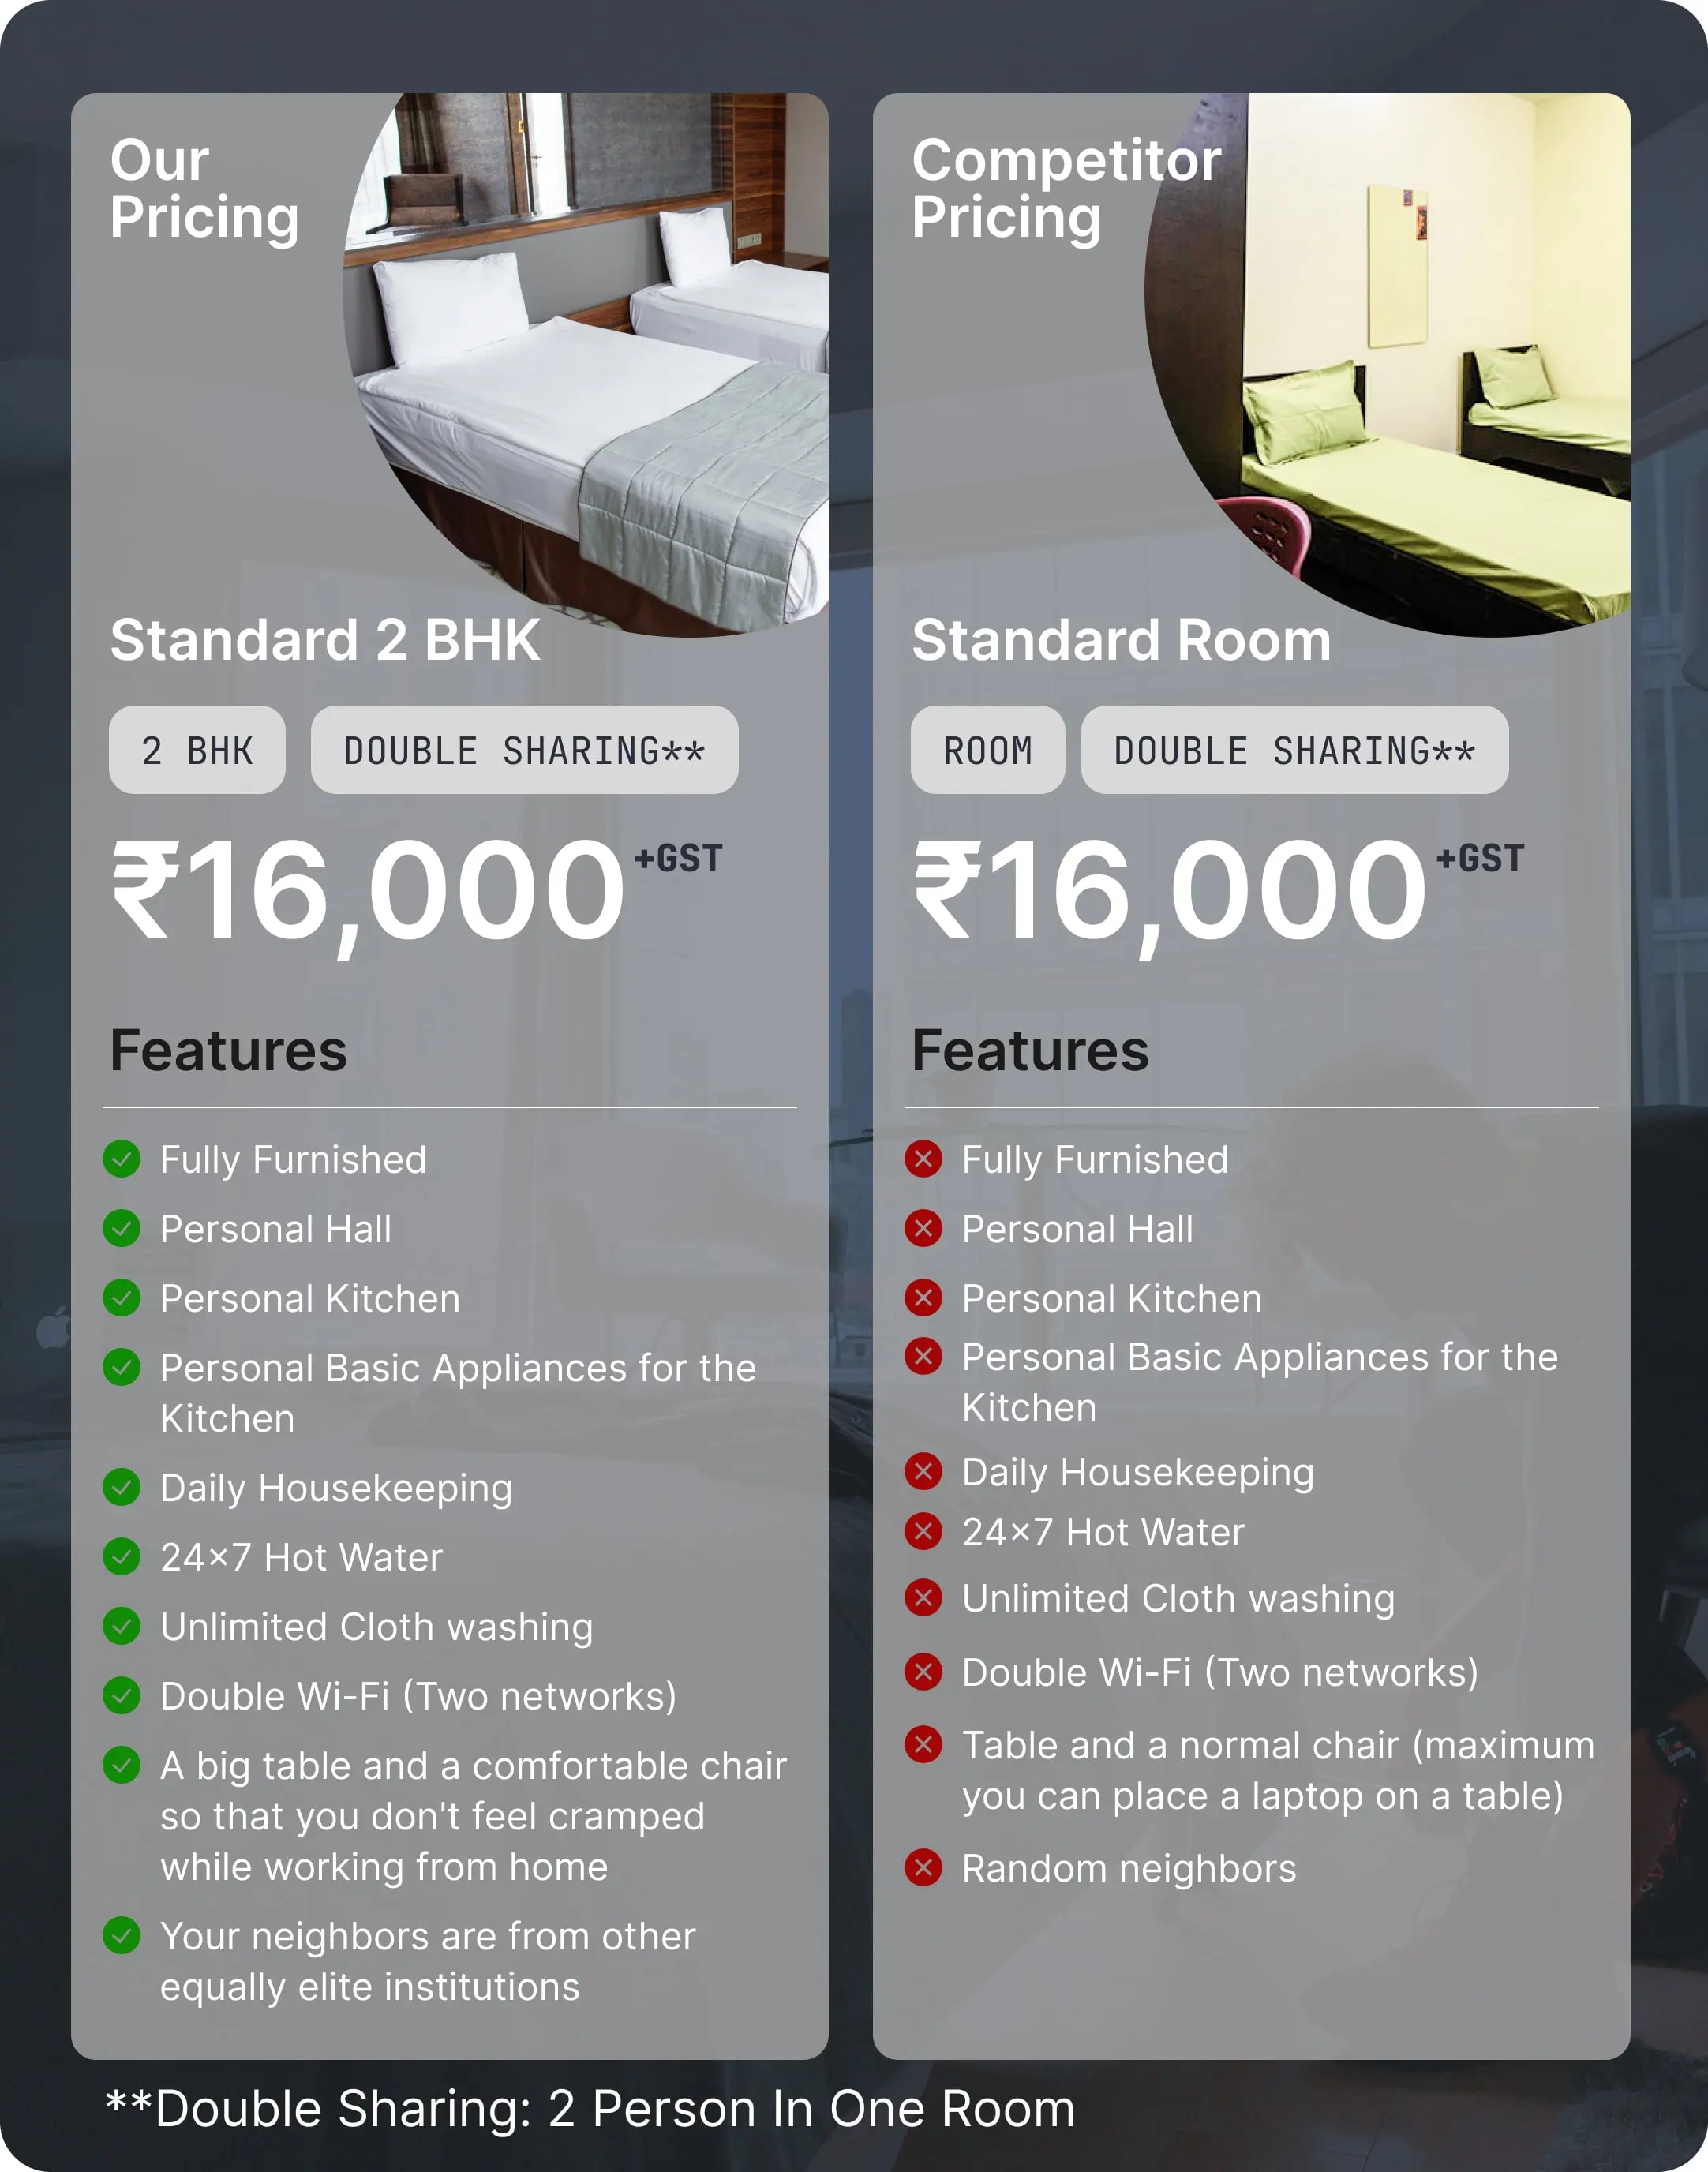 Our
Pricing
Standard 2 BHK
2 BHK
DOUBLE SHARING**
₹16,000 +GST
Features
Fully Furnished
Personal Hall
Personal Kitchen
Personal Basic Appliances for the
Kitchen
Daily Housekeeping
24×7 Hot Water
Unlimited Cloth washing
Double Wi-Fi (Two networks)
A big table and a comfortable chair
so that you don't feel cramped
while working from home
Your neighbors are from other
equally elite institutions
Competitor
Pricing
Standard Room
ROOM
DOUBLE SHARING**
₹16,000 +GST
Features
Fully Furnished
Personal Hall
Personal Kitchen
Personal Basic Appliances for the
Kitchen
Daily Housekeeping
24×7 Hot Water
Unlimited Cloth washing
Double Wi-Fi (Two networks)
Table and a normal chair (maximum
you can place a laptop on a table)
Random neighbors
**Double Sharing: 2 Person In One Room